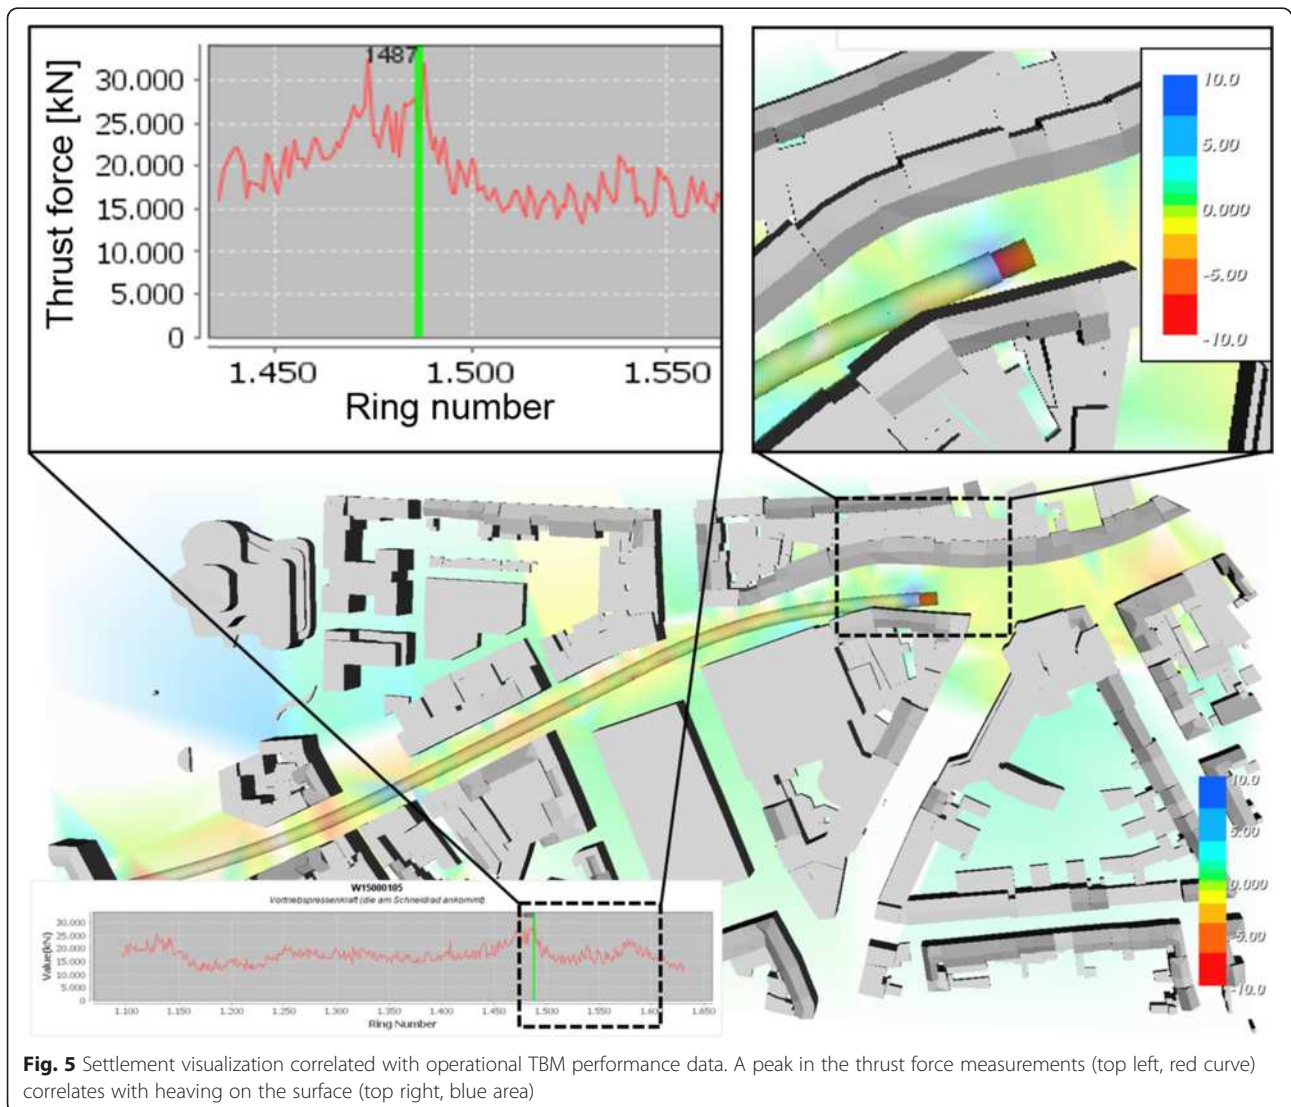 1487
Thrust force [kN]
30.000
25.000
20.000
15.000
10.000
5.000
0
1.450 1.500 1.550
Ring number
10.0
5.00
0.000
-5.00
-10.0
10.0
5.00
0.000
-5.00
-10.0
W15000105
Vortriebspressenkraft (die am Schneidrad ankommt)
Value(kN)
30.000
25.000
20.000
15.000
10.000
5.000
0
1.100 1.150 1.200 1.250 1.300 1.350 1.400 1.450 1.500 1.550 1.600 1.650
Ring Number
Fig. 5 Settlement visualization correlated with operational TBM performance data. A peak in the thrust force measurements (top left, red curve)
correlates with heaving on the surface (top right, blue area)